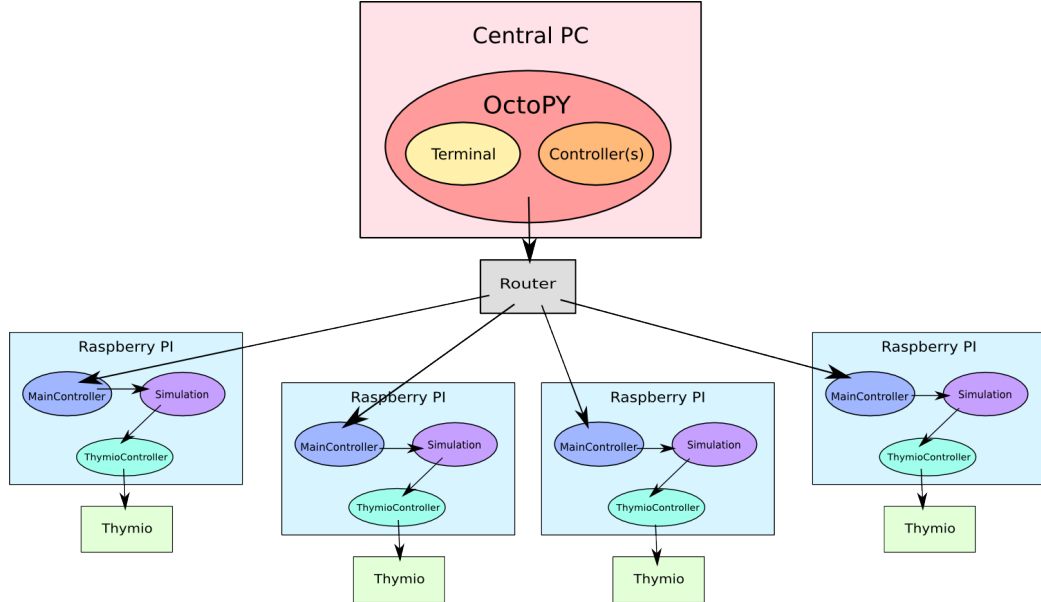 Central PC
OctoPY
Terminal
Controller(s)
Router
Raspberry PI
MainController
Simulation
ThymioController
Thymio
Raspberry PI
MainController
Simulation
ThymioController
Thymio
Raspberry PI
MainController
Simulation
ThymioController
Thymio
Raspberry PI
MainController
Simulation
ThymioController
Thymio